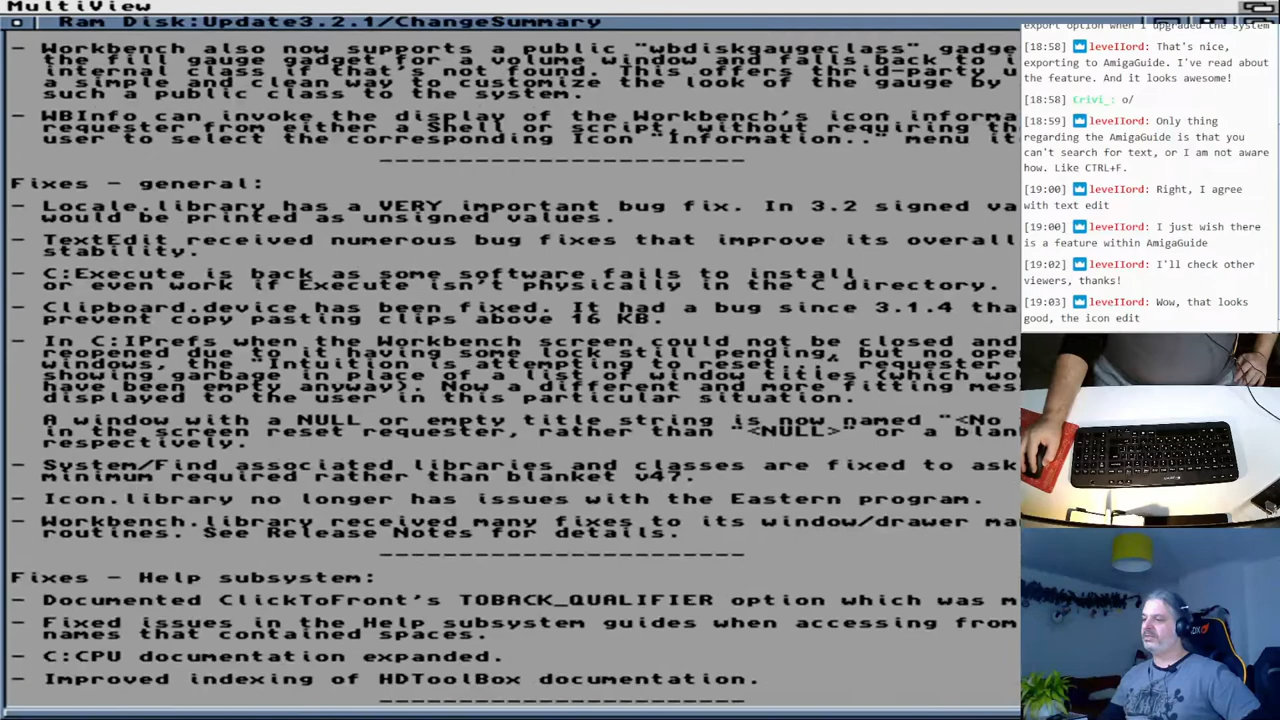 MultiView
Ram Disk:Update3.2.1/ChangeSummary
- Workbench also now supports a public "wbdiskgaugeclass" gadge
the fill gauge gadget for a volume window and falls back to i
internal class if that's not found. This offers thrid-party u
a simple and clean way to customize the look of the gauge by
such a public class to the system.
- WBInfo can invoke the display of the Workbench's icon informa
requester from either a Shell or script, without requiring th
user to select the corresponding Icon "Information.." menu it
Fixes - general:
- Locale.library has a VERY important bug fix. In 3.2 signed va
would be printed as unsigned values.
- TextEdit received numerous bug fixes that improve its overall
stability.
- C:Execute is back as some software fails to install
or even work if Execute isn't physically in the C directory.
- Clipboard.device has been fixed. It had a bug since 3.1.4 tha
prevent copy pasting clips above 16 KB.
- In C:IPrefs when the Workbench screen could not be closed and
reopened due to it having some lock still pending, but no ope
windows, the "Intuition is attempting to reset.." requester
showing garbage in place of a list of window titles (which wo
have been empty anyway). Now a different and more fitting mes
displayed to the user in this particular situation.
A window with a NULL or empty title string is now named "<No
in the screen reset requester, rather than "<NULL>" or a blan
respectively.
- System/Find associated libraries and classes are fixed to ask
minimum required rather than blanket v47.
- Icon.library no longer has issues with the Eastern program.
- Workbench.library received many fixes to its window/drawer ma
routines. See Release Notes for details.
Fixes - Help subsystem:
- Documented ClickToFront's TOBACK_QUALIFIER option which was m
- Fixed issues in the Help subsystem guides when accessing from
names that contained spaces.
- C:CPU documentation expanded.
- Improved indexing of HDToolBox documentation.
export option when i upgraded the system
[18:58] leveIIord: That's nice,
exporting to AmigaGuide. I've read about
the feature. And it looks awesome!
[18:58] Crivi_: o/
[18:59] leveIIord: Only thing
regarding the AmigaGuide is that you
can't search for text, or I am not aware
how. Like CTRL+F.
[19:00] leveIIord: Right, I agree
with text edit
[19:00] leveIIord: I just wish there
is a feature within AmigaGuide
[19:02] leveIIord: I'll check other
viewers, thanks!
[19:03] leveIIord: Wow, that looks
good, the icon edit